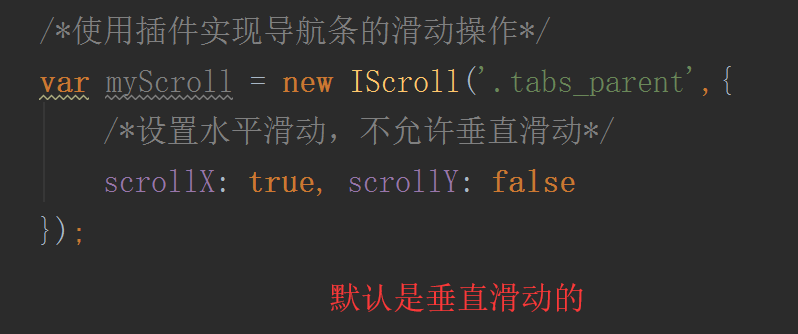 /*使用插件实现导航条的滑动操作*/
var myScroll = new IScroll('.tabs_parent',{
/*设置水平滑动，不允许垂直滑动*/
scrollX: true, scrollY: false
});
默认是垂直滑动的